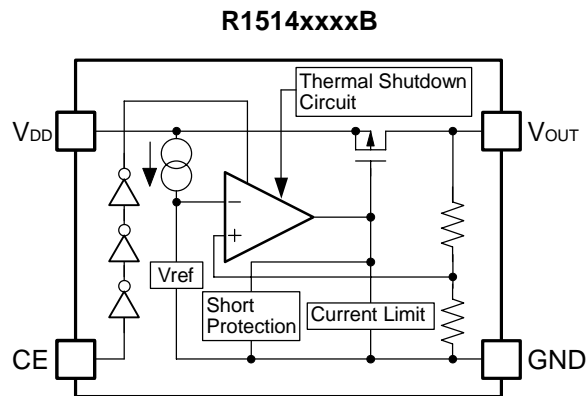 R1514xxxxB
Thermal Shutdown
Circuit
VDD
VOUT
−
+
Vref
Short
Protection
Current Limit
CE
GND